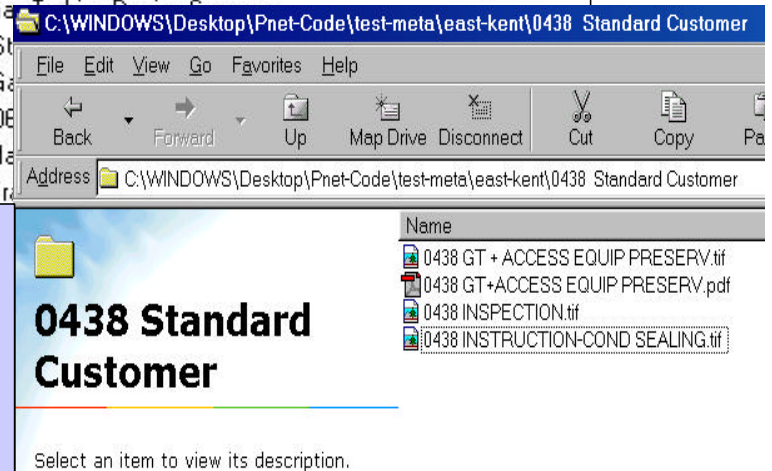 C:\WINDOWS\Desktop\Pnet-Code\test-meta\east-kent\0438 Standard Customer
File Edit View Go Favorites Help
Back Forward Up Map Drive Disconnect Cut Copy
Address C:\WINDOWS\Desktop\Pnet-Code\test-meta\east-kent\0438 Standard Customer
Name
0438 GT + ACCESS EQUIP PRESERV.tif
0438 GT+ACCESS EQUIP PRESERV.pdf
0438 INSPECTION.tif
0438 INSTRUCTION-COND SEALING.tif
0438 Standard
Customer
Select an item to view its description.